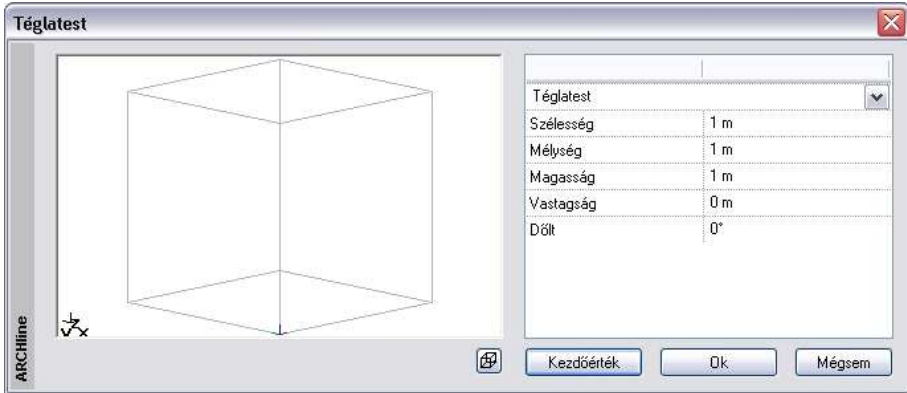 Téglatest
Téglatest
Szélesség 1 m
Mélység 1 m
Magasság 1 m
Vastagság 0 m
Dőlt 0°
Z
Y X
ARCHline
Kezdőérték Ok Mégsem